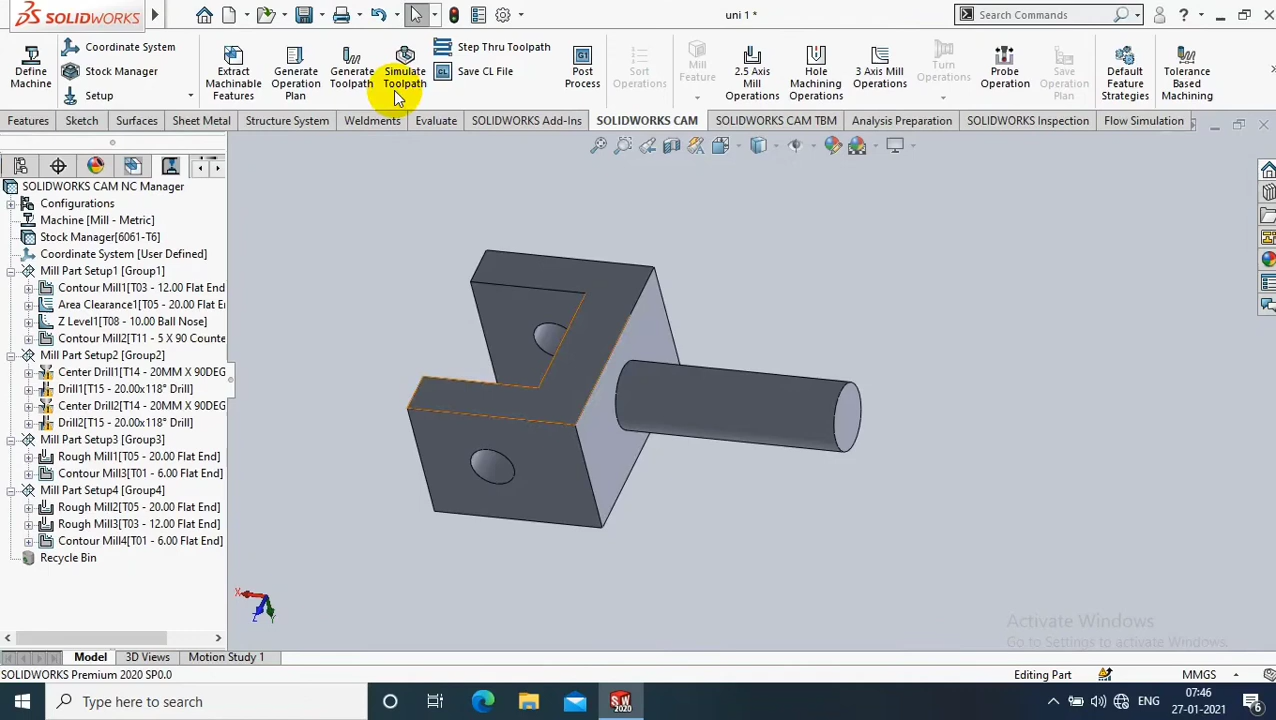 SOLIDWORKS
uni 1 *
Search Commands
?
Define Machine
Coordinate System
Stock Manager
Setup
Extract Machinable Features
Generate Operation Plan
Generate Toolpath
Simulate Toolpath
Step Thru Toolpath
Save CL File
Post Process
Sort Operations
Mill Feature
2.5 Axis Mill Operations
Hole Machining Operations
3 Axis Mill Operations
Turn Operations
Probe Operation
Save Operation Plan
Default Feature Strategies
Tolerance Based Machining
Features
Sketch
Surfaces
Sheet Metal
Structure System
Weldments
Evaluate
SOLIDWORKS Add-Ins
SOLIDWORKS CAM
SOLIDWORKS CAM TBM
Analysis Preparation
SOLIDWORKS Inspection
Flow Simulation
SOLIDWORKS CAM NC Manager
Configurations
Machine [Mill - Metric]
Stock Manager[6061-T6]
Coordinate System [User Defined]
Mill Part Setup1 [Group1]
Contour Mill1[T03 - 12.00 Flat End]
Area Clearance1[T05 - 20.00 Flat E
Z Level1[T08 - 10.00 Ball Nose]
Contour Mill2[T11 - 5 X 90 Counte
Mill Part Setup2 [Group2]
Center Drill1[T14 - 20MM X 90DEG
Drill1[T15 - 20.00x118° Drill]
Center Drill2[T14 - 20MM X 90DEG
Drill2[T15 - 20.00x118° Drill]
Mill Part Setup3 [Group3]
Rough Mill1[T05 - 20.00 Flat End]
Contour Mill3[T01 - 6.00 Flat End]
Mill Part Setup4 [Group4]
Rough Mill2[T05 - 20.00 Flat End]
Rough Mill3[T03 - 12.00 Flat End]
Contour Mill4[T01 - 6.00 Flat End]
Recycle Bin
X
Z
Activate Windows
Go to Settings to activate Windows.
Model
3D Views
Motion Study 1
SOLIDWORKS Premium 2020 SP0.0
Editing Part
MMGS
Type here to search
SW 2020
ENG
07:46
27-01-2021
6